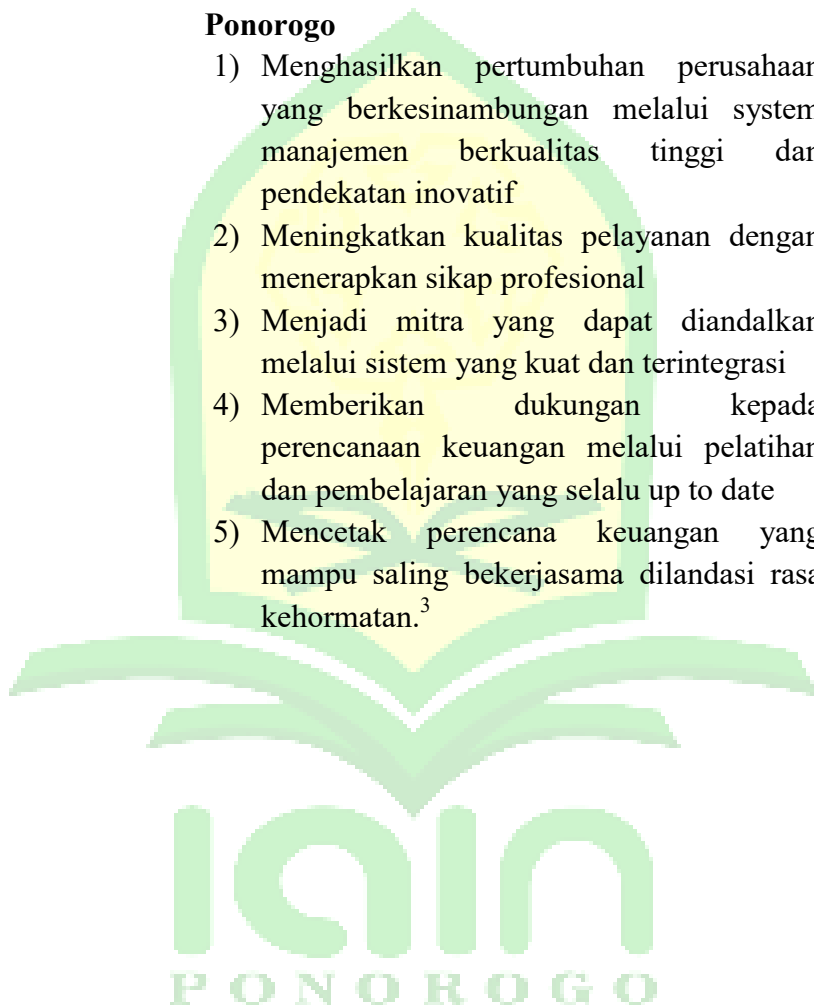 Ponorogo
1) Menghasilkan pertumbuhan perusahaan
yang berkesinambungan melalui system
manajemen berkualitas tinggi dan
pendekatan inovatif
2) Meningkatkan kualitas pelayanan dengan
menerapkan sikap profesional
3) Menjadi mitra yang dapat diandalkan
melalui sistem yang kuat dan terintegrasi
4) Memberikan dukungan kepada
perencanaan keuangan melalui pelatihan
dan pembelajaran yang selalu up to date
5) Mencetak perencana keuangan yang
mampu saling bekerjasama dilandasi rasa
kehormatan.³
iain
PONOROGO